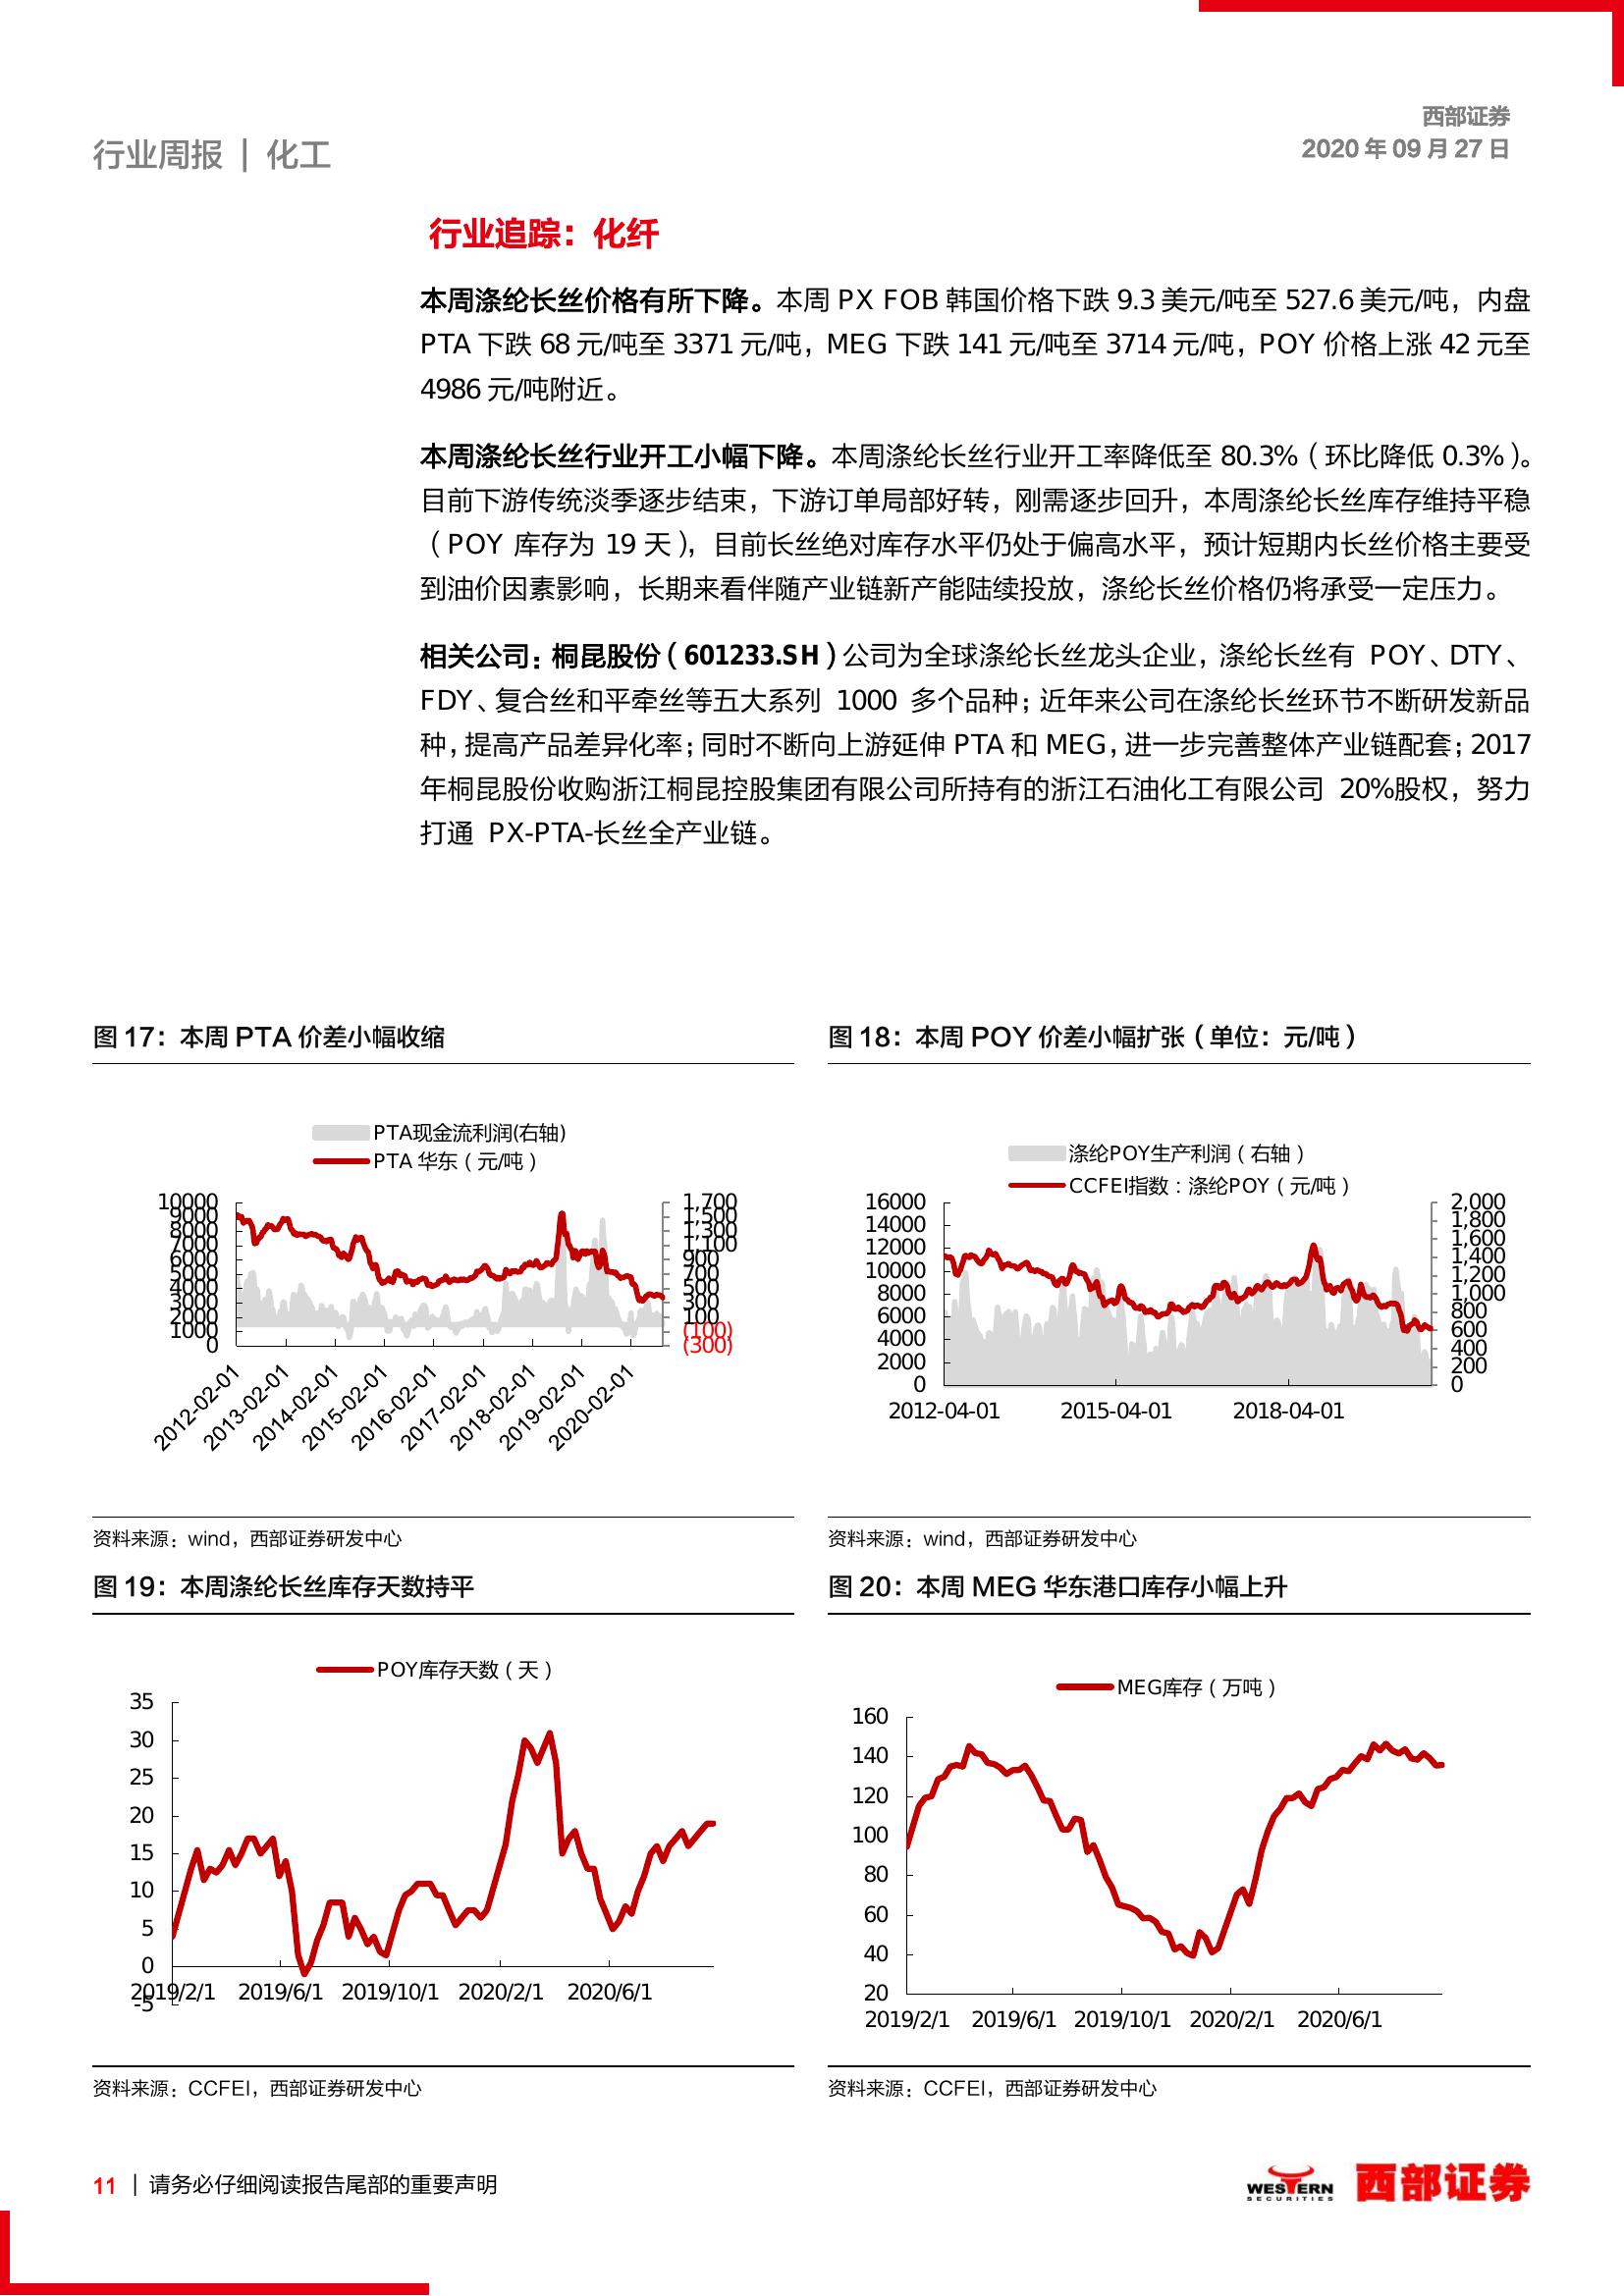 西部证券
2020 年 09 月 27 日
行业周报 | 化工
行业追踪：化纤
本周涤纶长丝价格有所下降。本周 PX FOB 韩国价格下跌 9.3 美元/吨至 527.6 美元/吨，内盘
PTA 下跌 68 元/吨至 3371 元/吨，MEG 下跌 141 元/吨至 3714 元/吨，POY 价格上涨 42 元至
4986 元/吨附近。
本周涤纶长丝行业开工小幅下降。本周涤纶长丝行业开工率降低至 80.3%（环比降低 0.3%）。
目前下游传统淡季逐步结束，下游订单局部好转，刚需逐步回升，本周涤纶长丝库存维持平稳
（POY 库存为 19 天），目前长丝绝对库存水平仍处于偏高水平，预计短期内长丝价格主要受
到油价因素影响，长期来看伴随产业链新产能陆续投放，涤纶长丝价格仍将承受一定压力。
相关公司：桐昆股份（601233.SH）公司为全球涤纶长丝龙头企业，涤纶长丝有 POY、DTY、
FDY、复合丝和平牵丝等五大系列 1000 多个品种；近年来公司在涤纶长丝环节不断研发新品
种，提高产品差异化率；同时不断向上游延伸 PTA 和 MEG，进一步完善整体产业链配套；2017
年桐昆股份收购浙江桐昆控股集团有限公司所持有的浙江石油化工有限公司 20%股权，努力
打通 PX-PTA-长丝全产业链。
图 17：本周 PTA 价差小幅收缩
PTA现金流利润(右轴)
PTA 华东（元/吨）
10000
9000
8000
7000
6000
5000
4000
3000
2000
1000
0
1,700
1,500
1,300
1,100
900
700
500
300
100
(100)
(300)
2012-02-01
2013-02-01
2014-02-01
2015-02-01
2016-02-01
2017-02-01
2018-02-01
2019-02-01
2020-02-01
资料来源：wind，西部证券研发中心
图 18：本周 POY 价差小幅扩张（单位：元/吨）
涤纶POY生产利润（右轴）
CCFEI指数：涤纶POY（元/吨）
16000
14000
12000
10000
8000
6000
4000
2000
0
2,000
1,800
1,600
1,400
1,200
1,000
800
600
400
200
0
2012-04-01 2015-04-01 2018-04-01
资料来源：wind，西部证券研发中心
图 19：本周涤纶长丝库存天数持平
POY库存天数（天）
35
30
25
20
15
10
5
0
-5
2019/2/1 2019/6/1 2019/10/1 2020/2/1 2020/6/1
资料来源：CCFEI，西部证券研发中心
图 20：本周 MEG 华东港口库存小幅上升
MEG库存（万吨）
160
140
120
100
80
60
40
20
2019/2/1 2019/6/1 2019/10/1 2020/2/1 2020/6/1
资料来源：CCFEI，西部证券研发中心
11 | 请务必仔细阅读报告尾部的重要声明
WESTERN
SECURITIES
西部证券